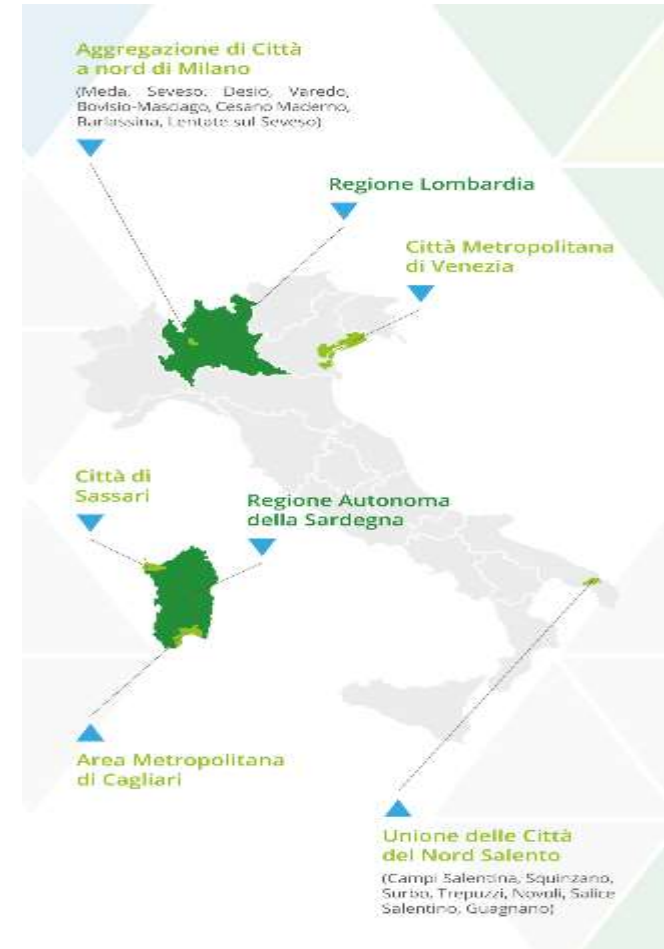 Aggregazione di Città
a nord di Milano
(Meda, Seveso, Desio, Varedo,
Bovisio-Masciago, Cesano Maderno,
Barlassina, Lentate sul Seveso)
Regione Lombardia
Città Metropolitana
di Venezia
Città di
Sassari
Regione Autonoma
della Sardegna
Area Metropolitana
di Cagliari
Unione delle Città
del Nord Salento
(Campi Salentina, Squinzano,
Surbo, Trepuzzi, Novoli, Salice
Salentino, Guagnano)